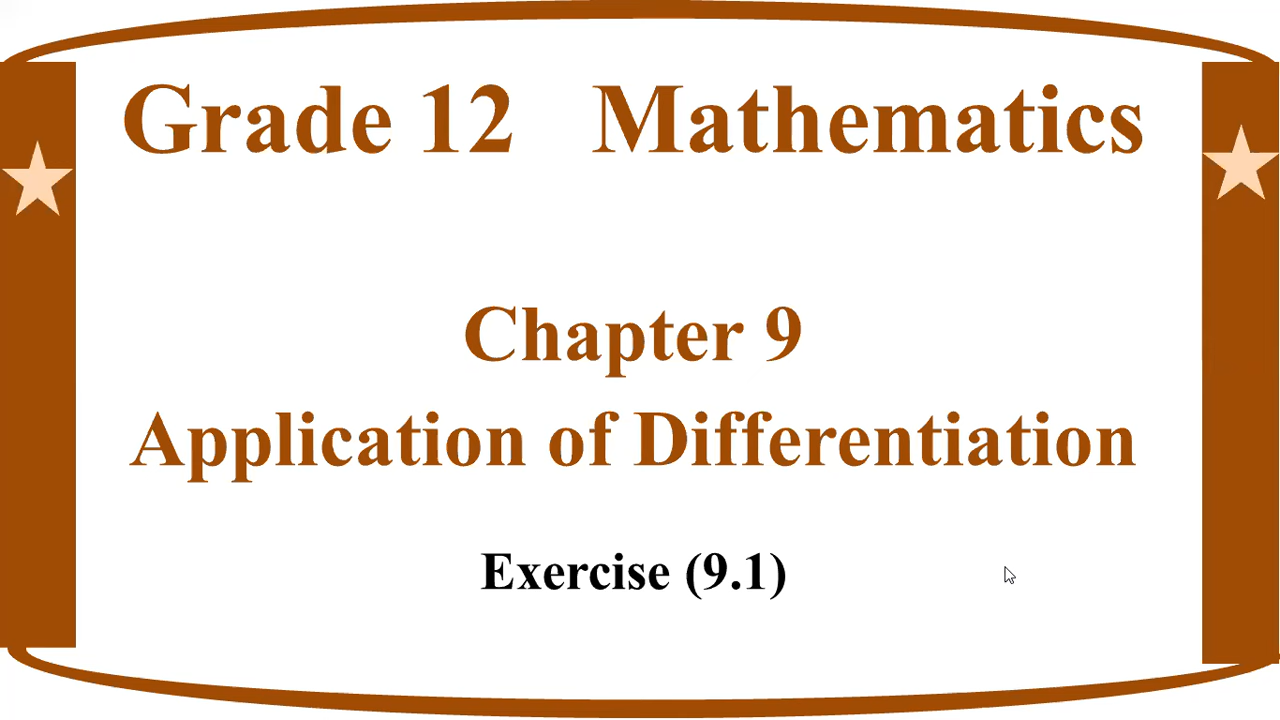 Grade 12 Mathematics
Chapter 9
Application of Differentiation
Exercise (9.1)